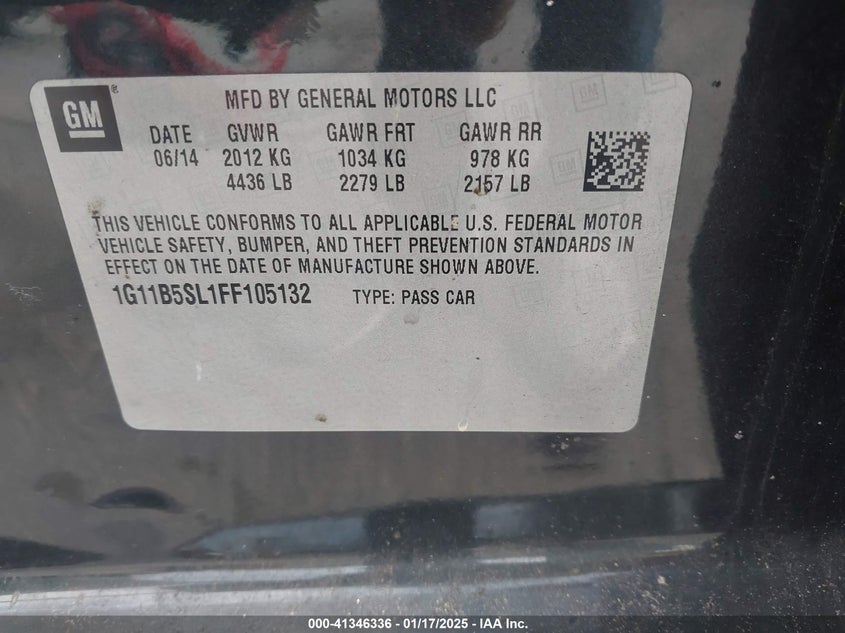 GM
MFD BY GENERAL MOTORS LLC
DATE GVWR GAWR FRT GAWR RR
06/14 2012 KG 1034 KG 978 KG
4436 LB 2279 LB 2157 LB
THIS VEHICLE CONFORMS TO ALL APPLICABLE U.S. FEDERAL MOTOR
VEHICLE SAFETY, BUMPER, AND THEFT PREVENTION STANDARDS IN
EFFECT ON THE DATE OF MANUFACTURE SHOWN ABOVE.
1G11B5SL1FF105132 TYPE: PASS CAR
000-41346336 - 01/17/2025 - IAA Inc.